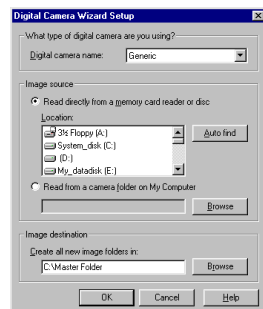 Digital Camera Wizard Setup
What type of digital camera are you using?
Digital camera name: Generic
Image source
Read directly from a memory card reader or disc
Location:
3½ Floppy (A:)
Auto find
System_disk (C:)
(D:)
My_datadisk (E:)
Read from a camera folder on My Computer
Browse
Image destination
Create all new image folders in:
C:\Master Folder
Browse
OK Cancel Help